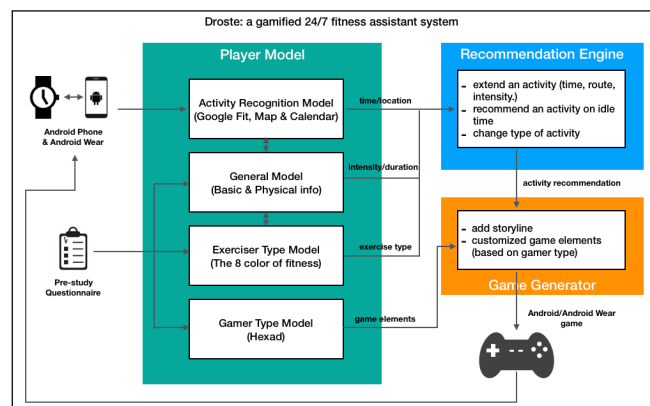 Droste: a gamified 24/7 fitness assistant system
Player Model
Recommendation Engine
Activity Recognition Model
(Google Fit, Map & Calendar)
time/location
- extend an activity (time, route,
intensity.)
- recommend an activity on idle
time
- change type of activity
Android Phone
& Android Wear
General Model
(Basic & Physical info)
intensity/duration
activity recommendation
Exerciser Type Model
(The 8 color of fitness)
exercise type
- add storyline
- customized game elements
(based on gamer type)
Game Generator
Pre-study
Questionnaire
Gamer Type Model
(Hexad)
game elements
Android/Android Wear
game